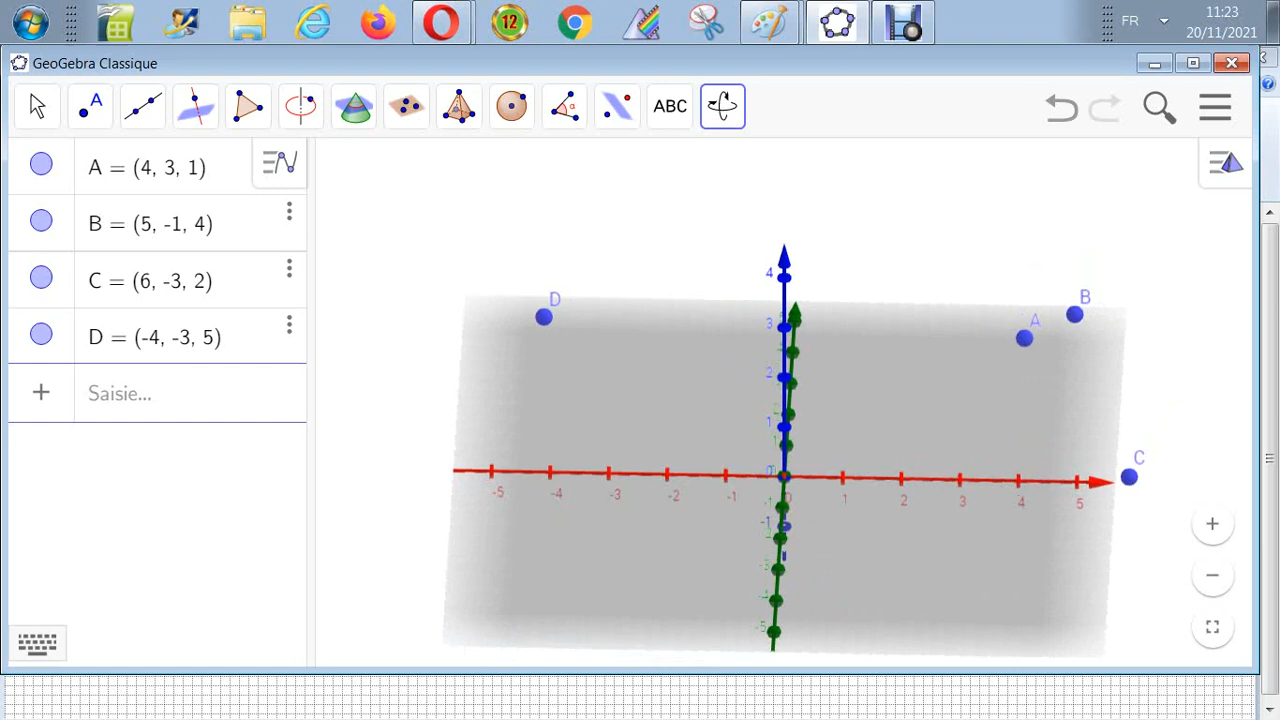 12
FR
11:23
20/11/2021
GeoGebra Classique
A
ABC
A = (4, 3, 1)
B = (5, -1, 4)
C = (6, -3, 2)
D = (-4, -3, 5)
+ Saisie...
D
B
A
C
4
3
2
1
0
-1
-5 -4 -3 -2 -1 0 1 2 3 4 5